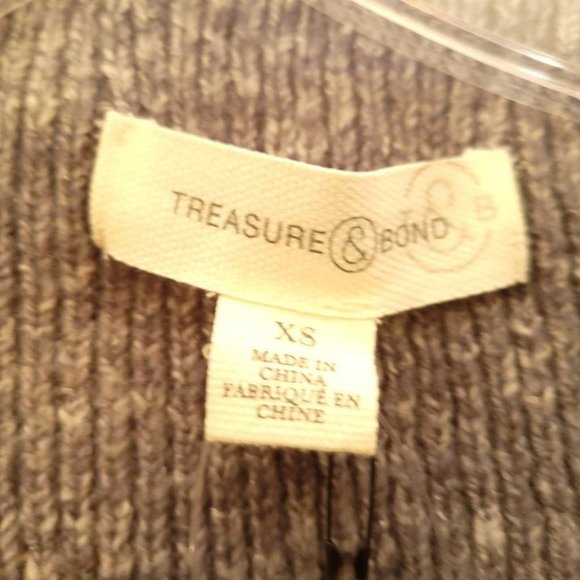 TREASURE & BOND
& B
XS
MADE IN
CHINA
FABRIQUÉ EN
CHINE